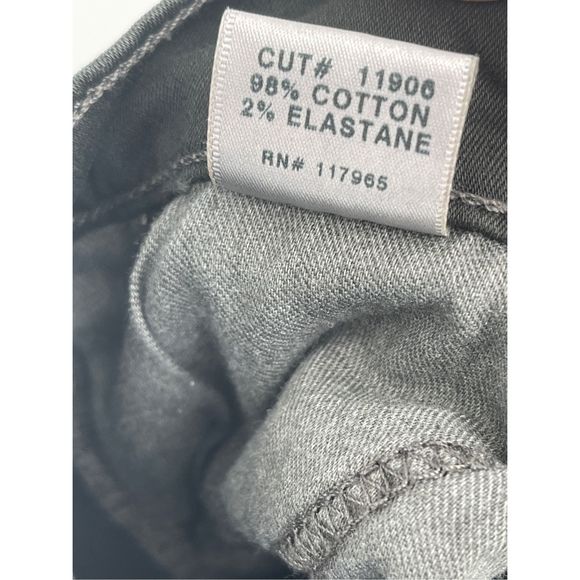 CUT# 11906
98% COTTON
2% ELASTANE
RN# 117965